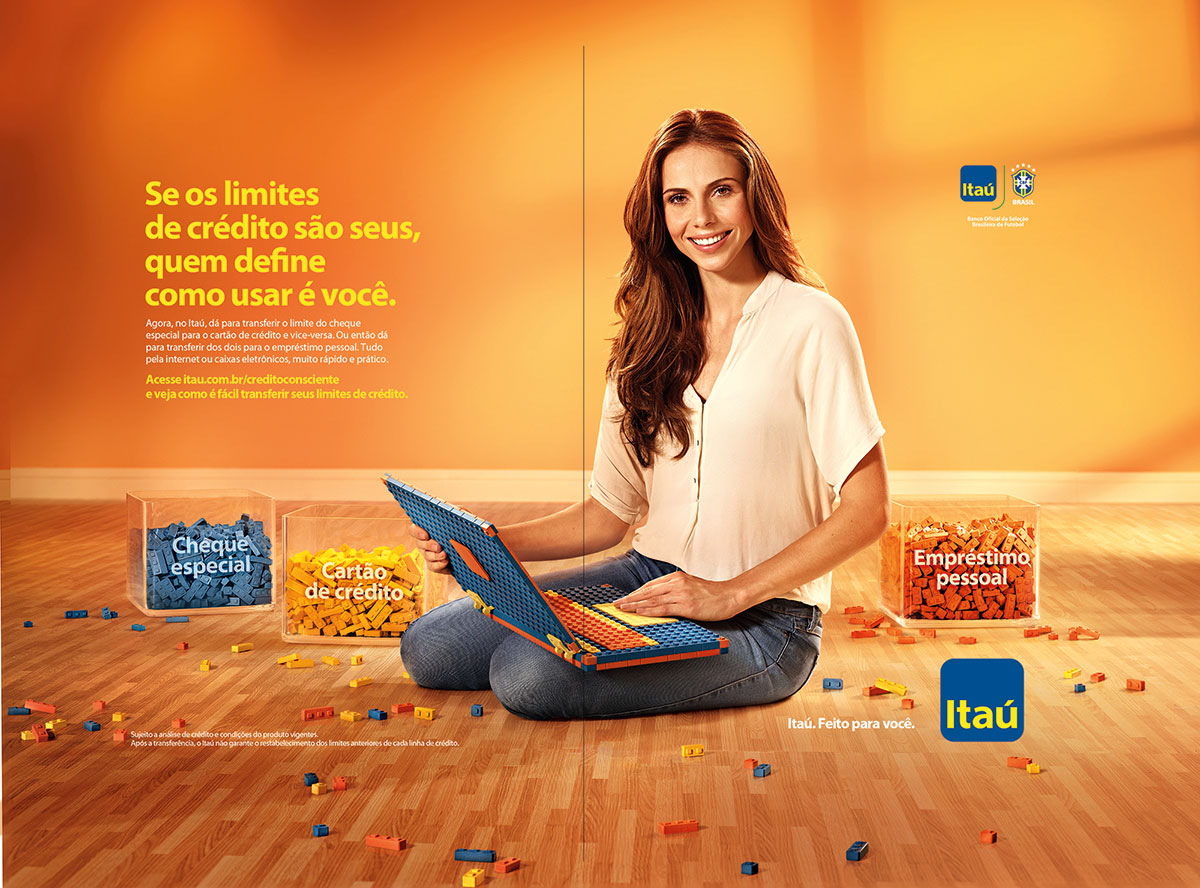 Se os limites
de crédito são seus,
quem define
como usar é você.
Agora, no Itaú, dá para transferir o limite do cheque
especial para o cartão de crédito e vice-versa. Ou então dá
para transferir dos dois para o empréstimo pessoal. Tudo
pela internet ou caixas eletrônicos, muito rápido e prático.
Acesse itau.com.br/creditoconsciente
e veja como é fácil transferir seus limites de crédito.
Itaú
BRASIL
Banco Oficial da Seleção
Brasileira de Futebol
Cheque
especial
Cartão
de crédito
Empréstimo
pessoal
Itaú. Feito para você.
Itaú
Sujeito a análise de crédito e condições do produto vigentes.
Após a transferência, o Itaú não garante o restabelecimento dos limites anteriores de cada linha de crédito.